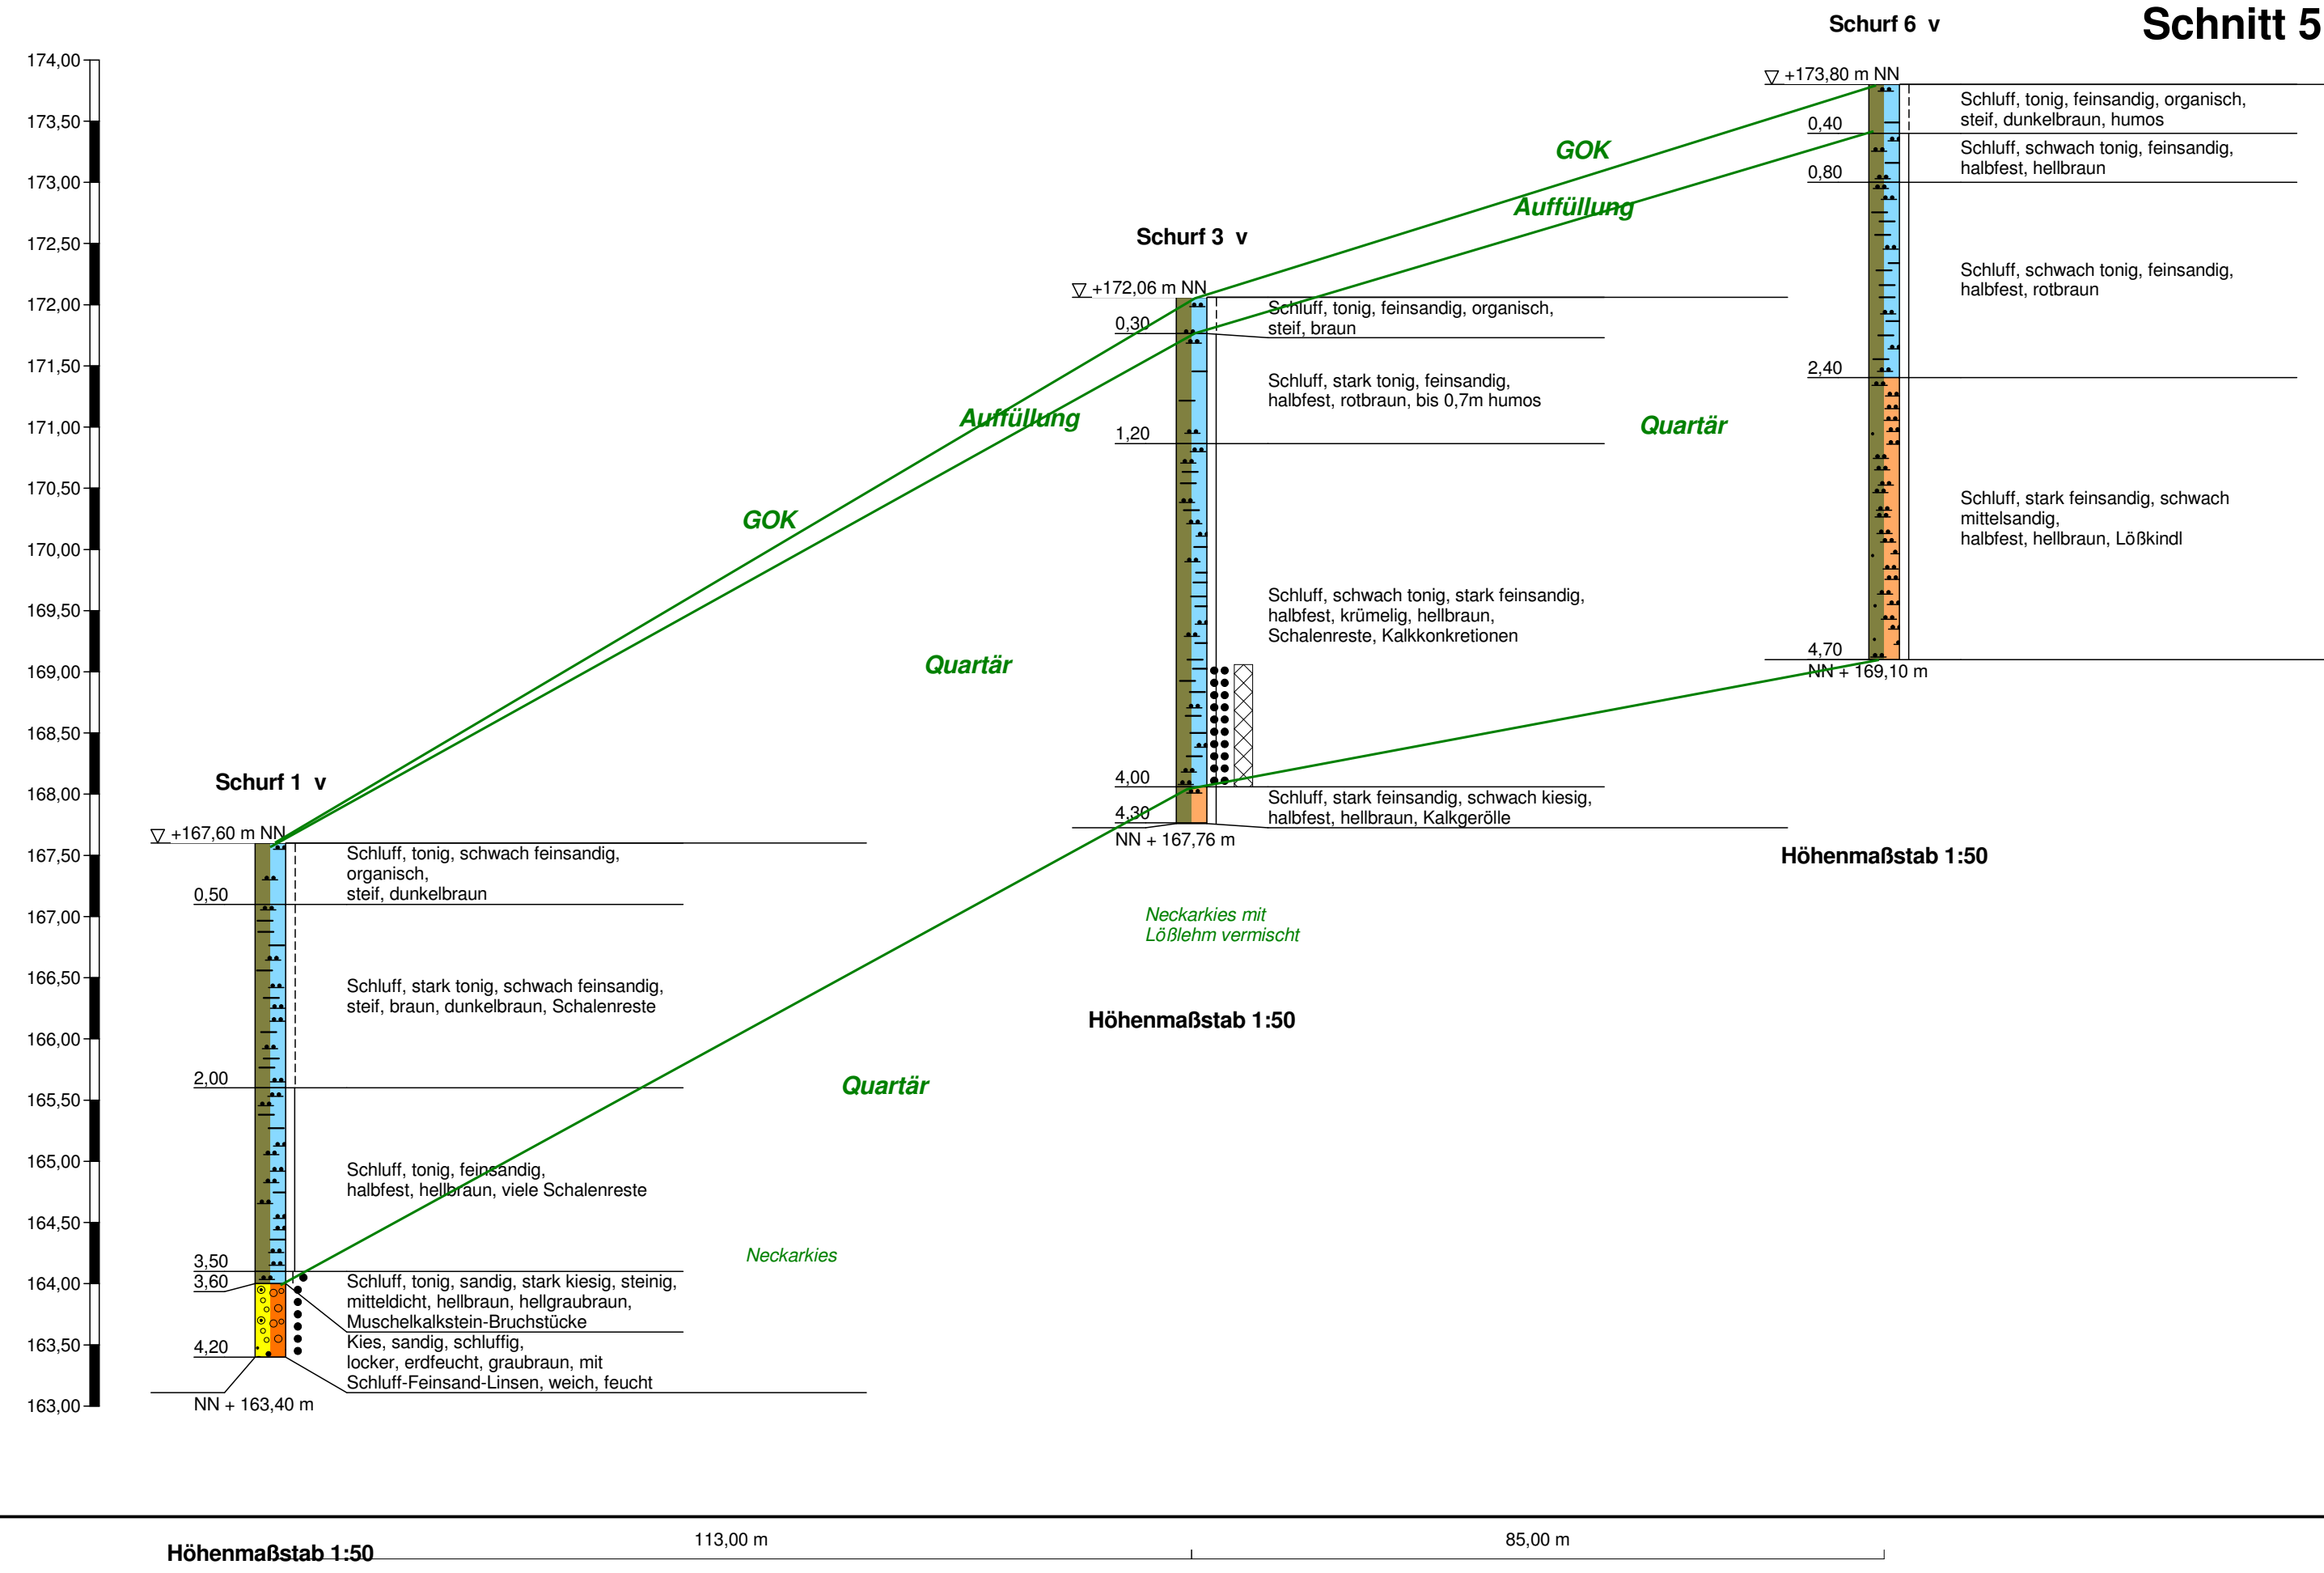 Schnitt 5
Schurf 6 v
+173,80 m NN
Schluff, tonig, feinsandig, organisch,
steif, dunkelbraun, humos
0,40
Schluff, schwach tonig, feinsandig,
halbfest, hellbraun
0,80
Schluff, schwach tonig, feinsandig,
halbfest, rotbraun
2,40
Schluff, stark feinsandig, schwach
mittelsandig,
halbfest, hellbraun, Lößkindl
4,70
NN + 169,10 m
Höhenmaßstab 1:50
174,00
173,50
173,00
172,50
172,00
171,50
171,00
170,50
170,00
169,50
169,00
168,50
168,00
167,50
167,00
166,50
166,00
165,50
165,00
164,50
164,00
163,50
163,00
GOK
Auffüllung
Quartär
Schurf 3 v
+172,06 m NN
Schluff, tonig, feinsandig, organisch,
steif, braun
0,30
Schluff, stark tonig, feinsandig,
halbfest, rotbraun, bis 0,7m humos
1,20
Schluff, schwach tonig, stark feinsandig,
halbfest, krümelig, hellbraun,
Schalenreste, Kalkkonkretionen
4,00
Schluff, stark feinsandig, schwach kiesig,
halbfest, hellbraun, Kalkgerölle
4,30
NN + 167,76 m
Neckarkies mit
Lößlehm vermischt
Höhenmaßstab 1:50
Auffüllung
GOK
Quartär
Quartär
Neckarkies
Schurf 1 v
+167,60 m NN
Schluff, tonig, schwach feinsandig,
organisch,
steif, dunkelbraun
0,50
Schluff, stark tonig, schwach feinsandig,
steif, braun, dunkelbraun, Schalenreste
2,00
Schluff, tonig, feinsandig,
halbfest, hellbraun, viele Schalenreste
3,50
3,60
Schluff, tonig, sandig, stark kiesig, steinig,
mitteldicht, hellbraun, hellgraubraun,
Muschelkalkstein-Bruchstücke
Kies, sandig, schluffig,
locker, erdfeucht, graubraun, mit
Schluff-Feinsand-Linsen, weich, feucht
4,20
NN + 163,40 m
113,00 m
85,00 m
Höhenmaßstab 1:50